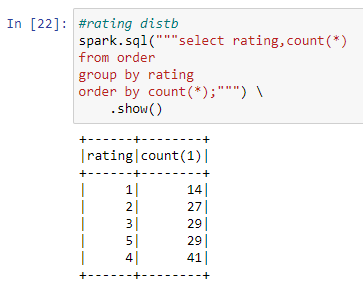 In [22]: #rating distb
spark.sql("""select rating,count(*)
from order
group by rating
order by count(*);""") \
    .show()
+------+--------+
|rating|count(1)|
+------+--------+
|     1|      14|
|     2|      27|
|     3|      29|
|     5|      29|
|     4|      41|
+------+--------+